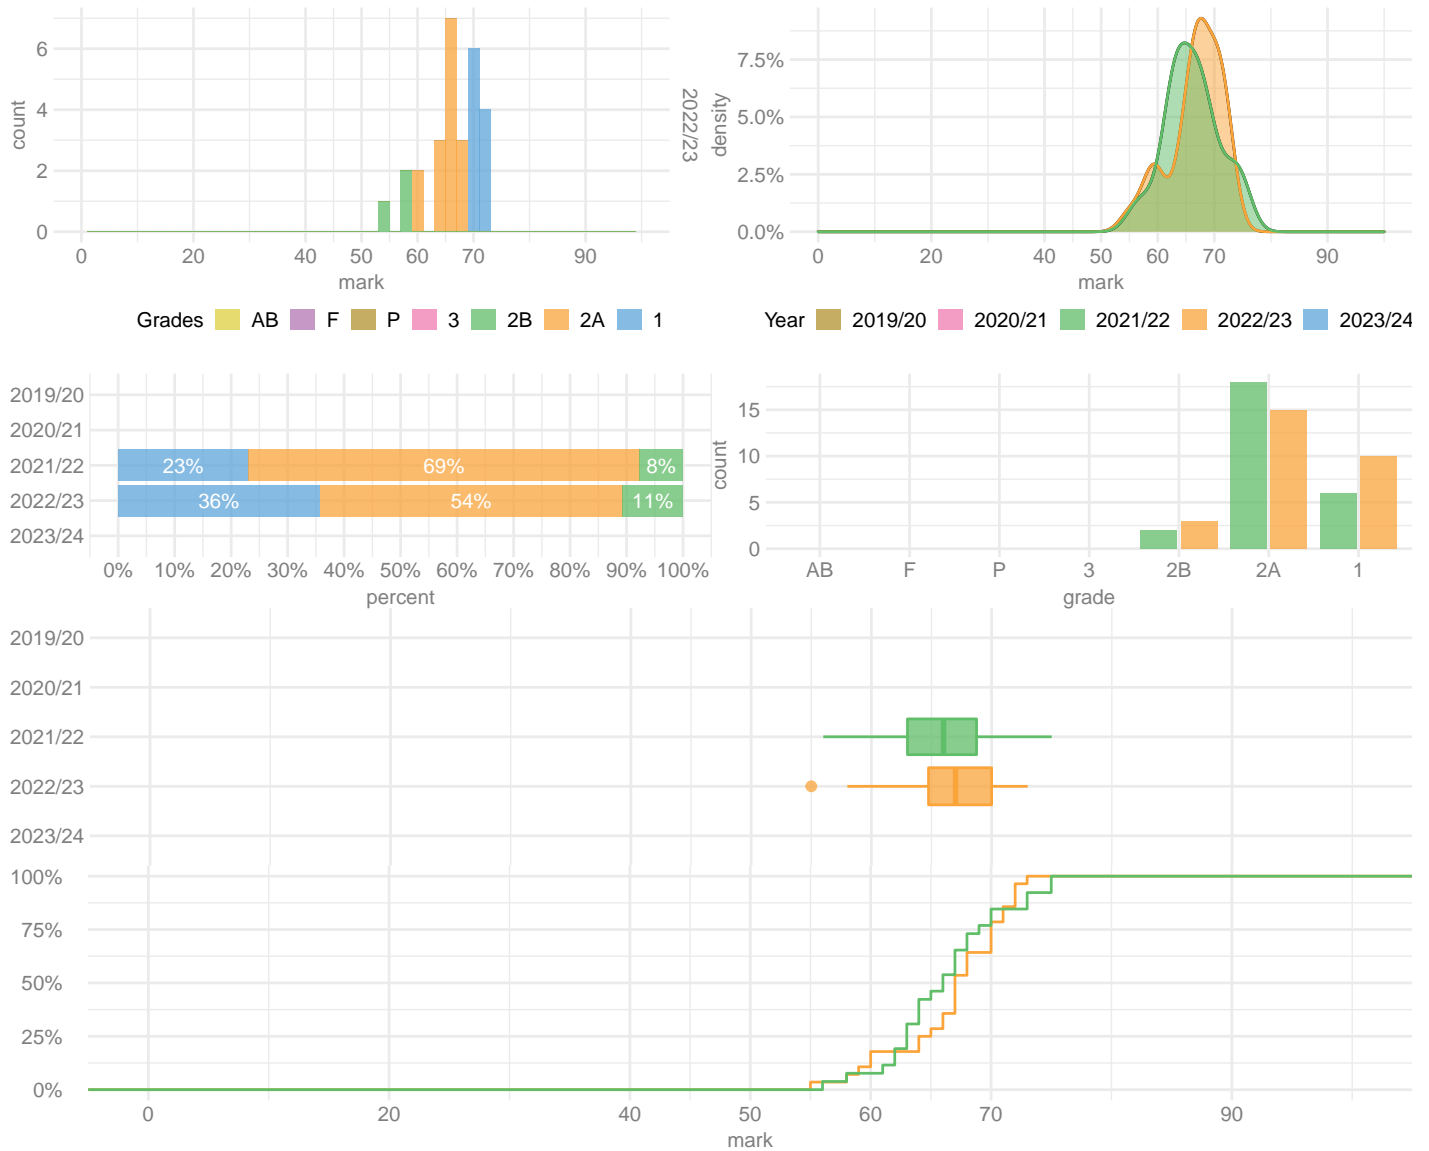 6
4
2
0
count
0 20 40 50 60 70 90
mark
2022/23
7.5%
5.0%
2.5%
0.0%
density
0 20 40 50 60 70 90
mark
Grades AB F P 3 2B 2A 1
Year 2019/20 2020/21 2021/22 2022/23 2023/24
2019/20
2020/21
2021/22 23% 69% 8%
2022/23 36% 54% 11%
2023/24
0% 10% 20% 30% 40% 50% 60% 70% 80% 90% 100%
percent
15
10
5
0
count
AB F P 3 2B 2A 1
grade
2019/20
2020/21
2021/22
2022/23
2023/24
100%
75%
50%
25%
0%
0 20 40 50 60 70 90
mark